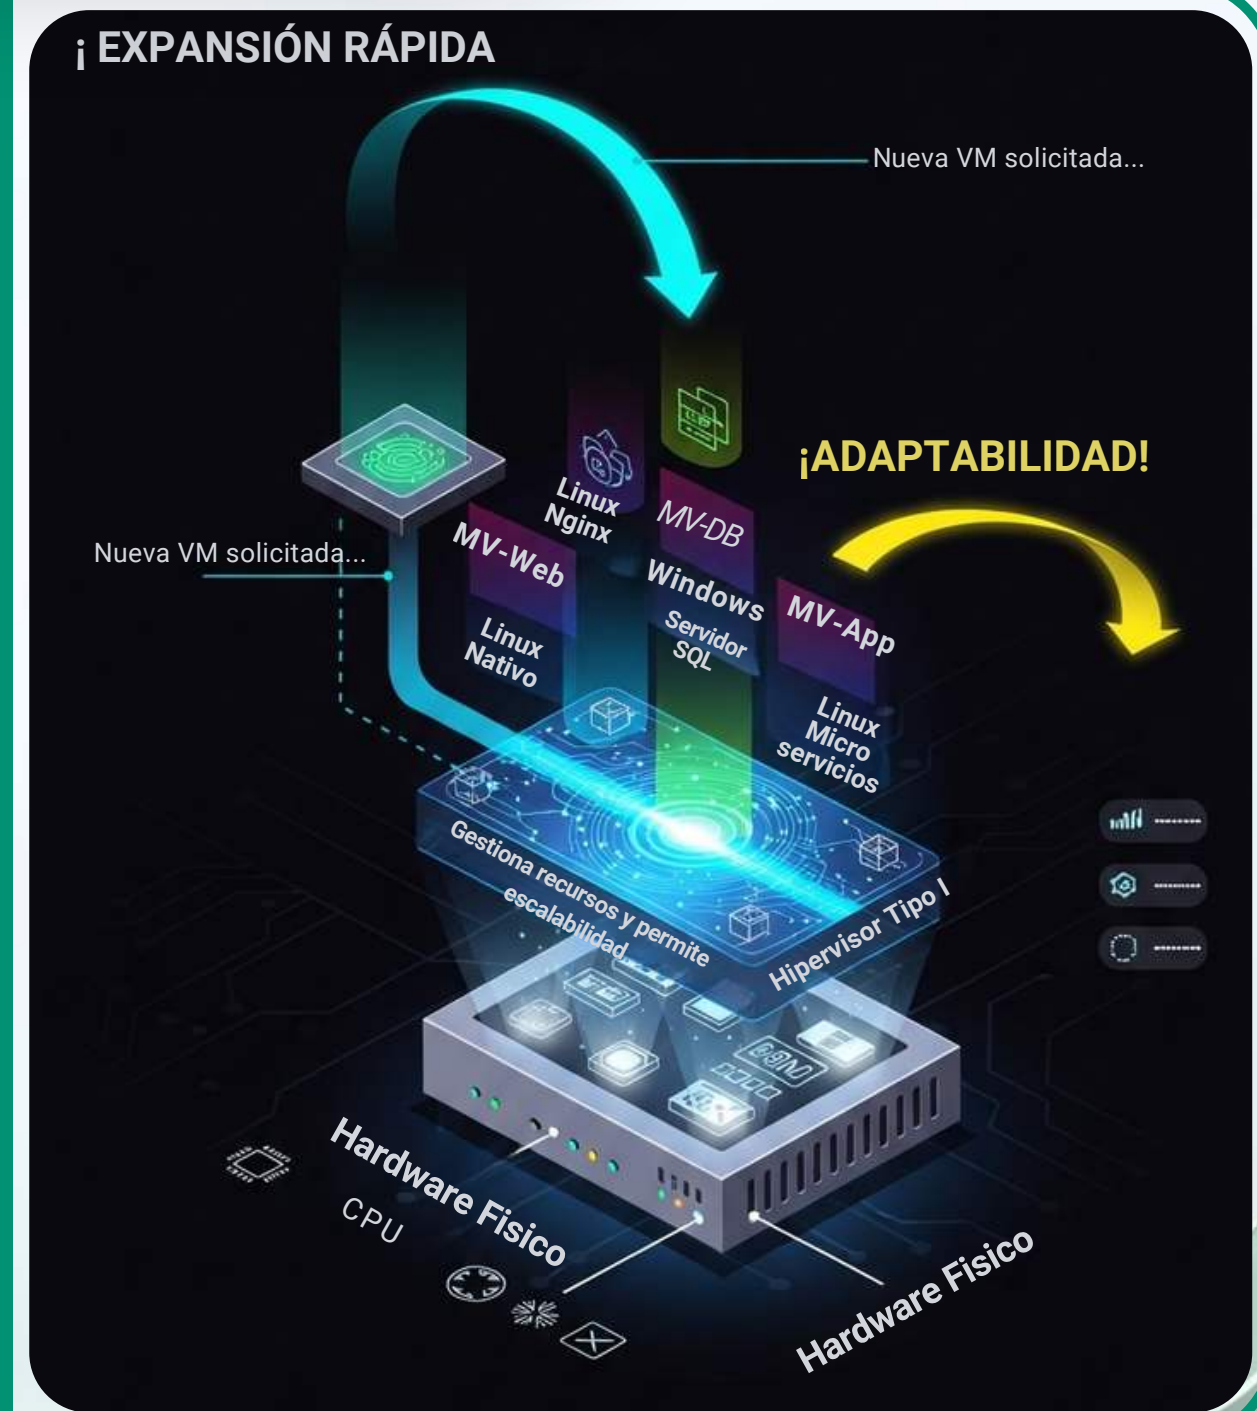 ¡ EXPANSIÓN RÁPIDA
Nueva VM solicitada...
¡ADAPTABILIDAD!
Nueva VM solicitada...
MV-Web
Linux
Nativo
Linux
Nginx
MV-DB
Windows
Servidor
SQL
MV-App
Linux
Micro
servicios
Gestiona recursos y permite
escalabilidad
Hipervisor Tipo I
Hardware Fisico
CPU
Hardware Fisico